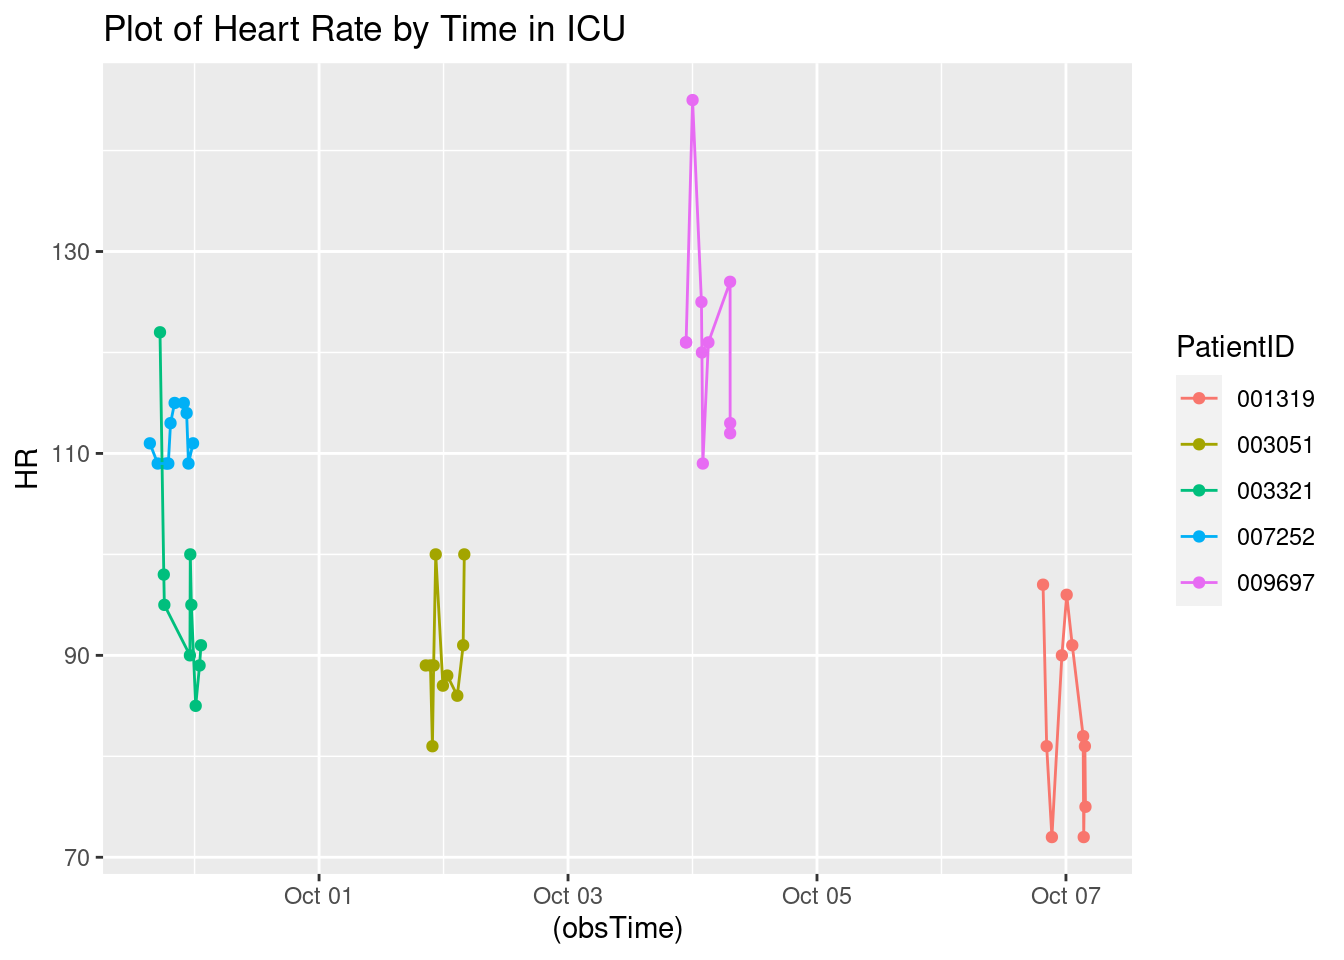 Plot of Heart Rate by Time in ICU
HR
130
110
90
70
Oct 01
Oct 03
Oct 05
Oct 07
(obsTime)
PatientID
001319
003051
003321
007252
009697